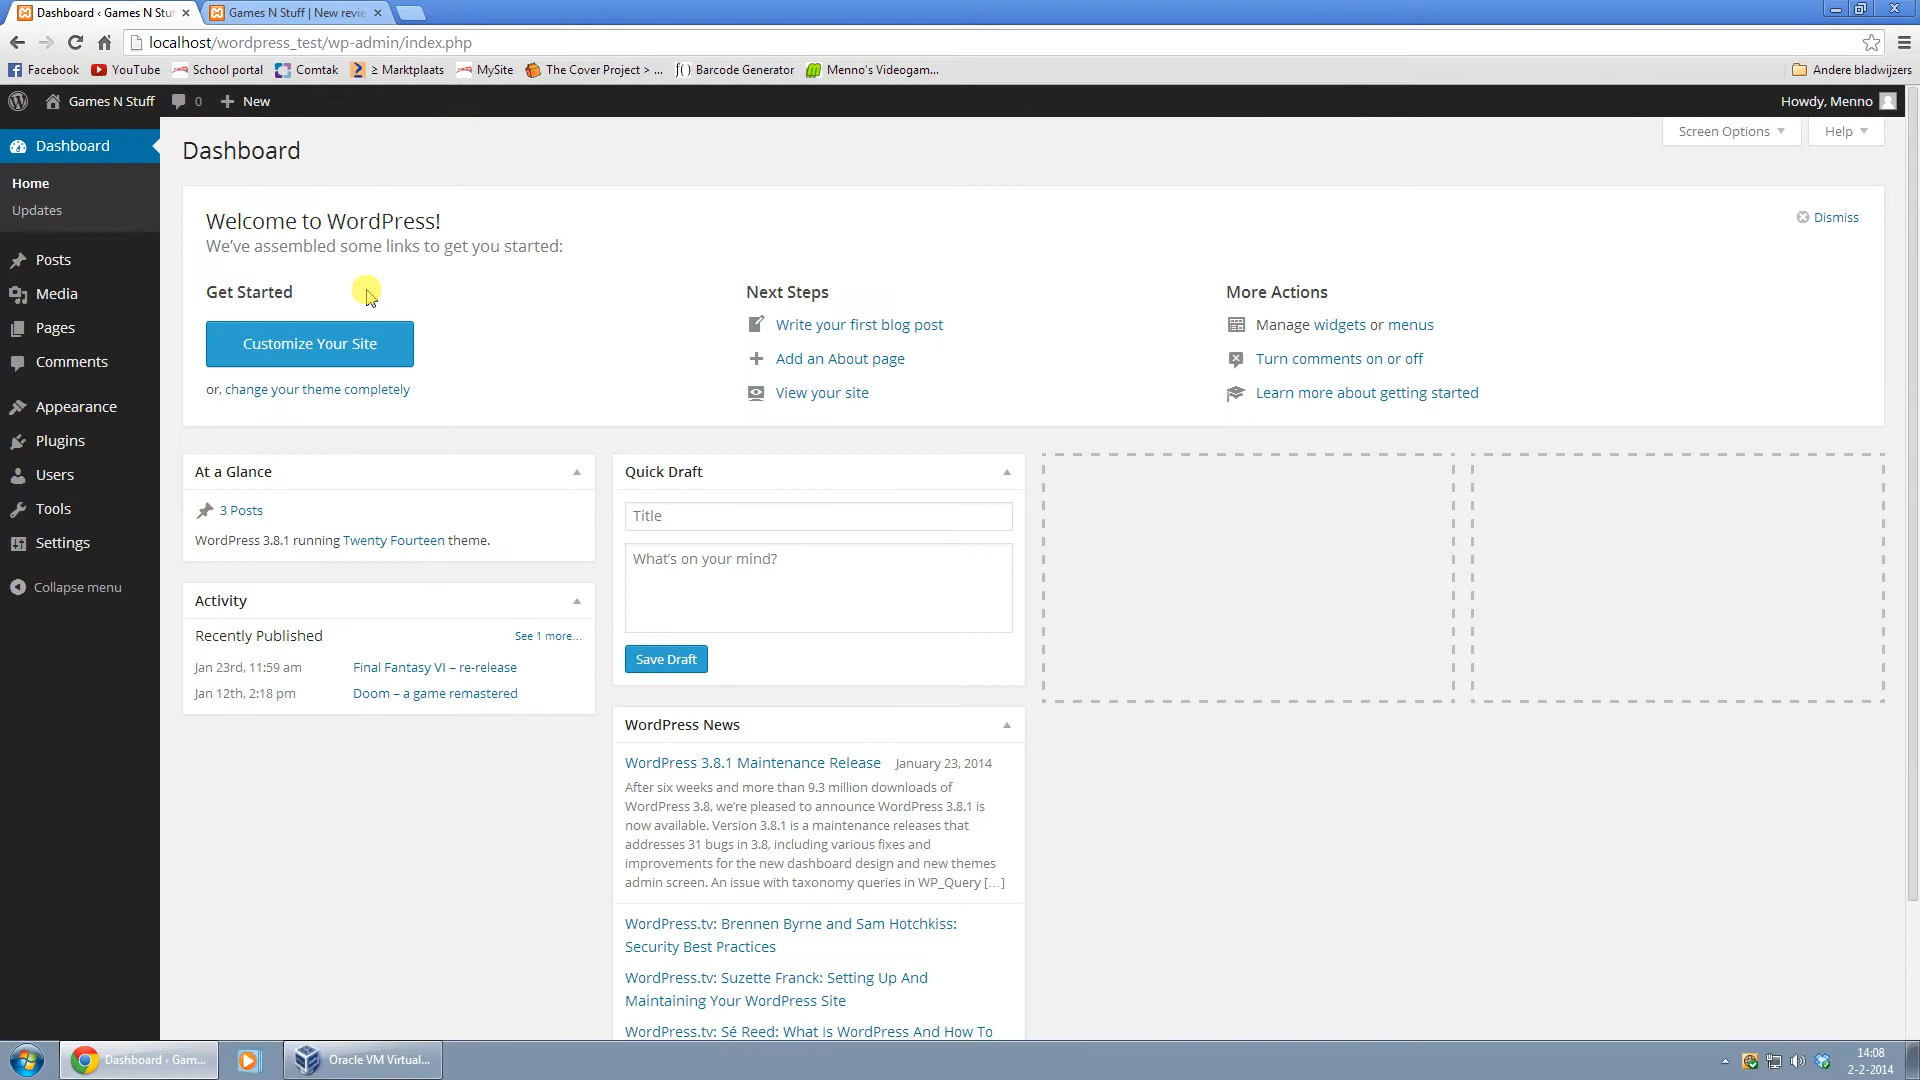 Dashboard ‹ Games N Stuf
Games N Stuff | New revie
localhost/wordpress_test/wp-admin/index.php
Facebook YouTube School portal Comtak ≥ Marktplaats MySite The Cover Project > ... Barcode Generator Menno's Videogam... Andere bladwijzers
Games N Stuff 0 New Howdy, Menno
Screen Options Help
Dashboard
Home
Updates
Posts
Media
Pages
Comments
Appearance
Plugins
Users
Tools
Settings
Collapse menu
Dashboard
Welcome to WordPress!
We've assembled some links to get you started:
Dismiss
Get Started
Customize Your Site
or, change your theme completely
Next Steps
Write your first blog post
Add an About page
View your site
More Actions
Manage widgets or menus
Turn comments on or off
Learn more about getting started
At a Glance
3 Posts
WordPress 3.8.1 running Twenty Fourteen theme.
Activity
Recently Published See 1 more...
Jan 23rd, 11:59 am Final Fantasy VI – re-release
Jan 12th, 2:18 pm Doom – a game remastered
Quick Draft
Title
What's on your mind?
Save Draft
WordPress News
WordPress 3.8.1 Maintenance Release January 23, 2014
After six weeks and more than 9.3 million downloads of
WordPress 3.8, we're pleased to announce WordPress 3.8.1 is
now available. Version 3.8.1 is a maintenance releases that
addresses 31 bugs in 3.8, including various fixes and
improvements for the new dashboard design and new themes
admin screen. An issue with taxonomy queries in WP_Query […]
WordPress.tv: Brennen Byrne and Sam Hotchkiss:
Security Best Practices
WordPress.tv: Suzette Franck: Setting Up And
Maintaining Your WordPress Site
WordPress.tv: Sé Reed: What Is WordPress And How To
Dashboard ‹ Gam...
Oracle VM Virtual...
14:08
2-2-2014